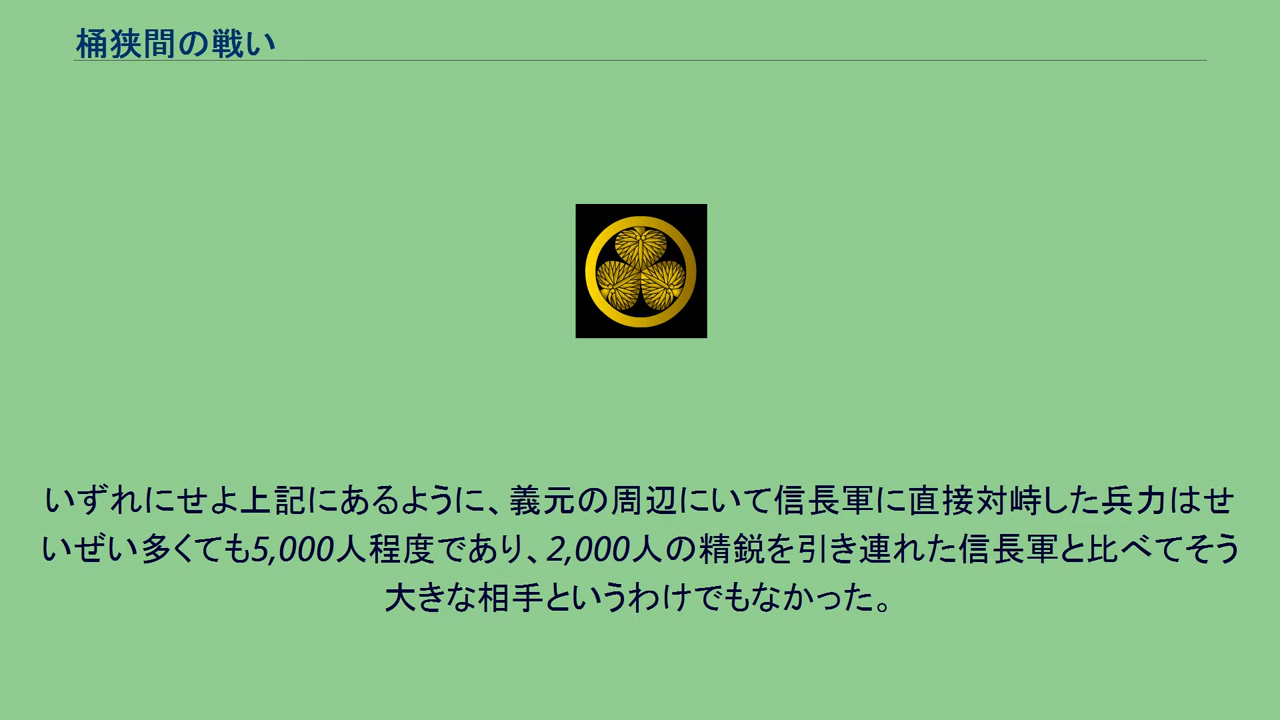 桶狭間の戦い
いずれにせよ上記にあるように、義元の周辺にいて信長軍に直接対峙した兵力はせ
いぜい多くても5,000人程度であり、2,000人の精鋭を引き連れた信長軍と比べてそう
大きな相手というわけでもなかった。